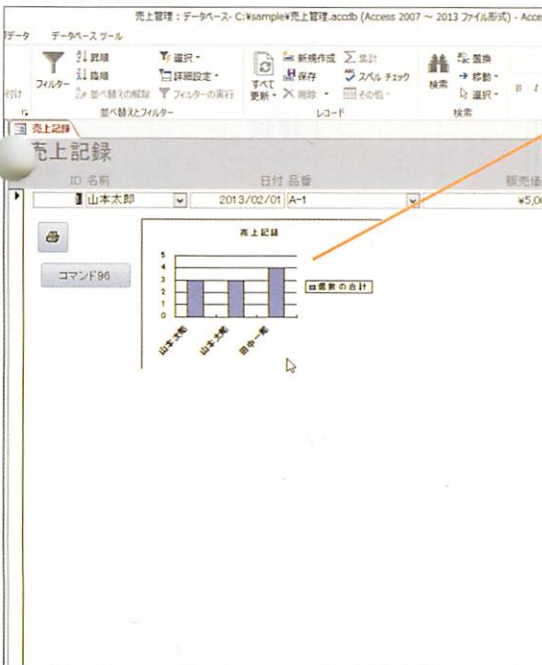 売上管理：データベース- C:¥sample¥売上管理.accdb (Access 2007 ～ 2013 ファイル形式) - Acce
データ データベース ツール
昇順
降順
並べ替えの解除
フィルター
選択
詳細設定
フィルターの実行
並べ替えとフィルター
すべて
更新
新規作成
保存
削除
集計
スペル チェック
その他
レコード
検索
置換
移動
選択
検索
B I
付け
売上記録
売上記録
ID 名前 日付 品番 販売価
山本太郎 2013/02/01 A-1 ¥5,00
コマンド96
売上記録
5
4
3
2
1
0
個数の合計
山本次郎
山本太郎
田中一郎